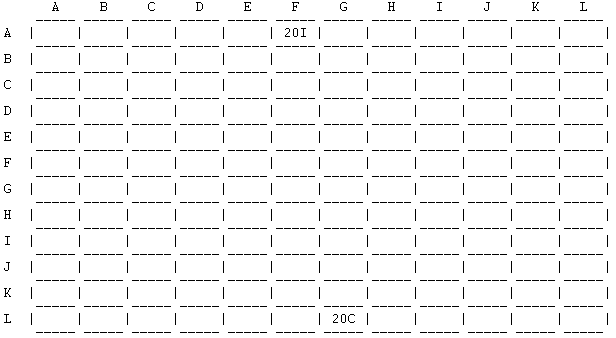 A B C D E F G H I J K L
A | | | | | | 20I | | | | | | |
B | | | | | | | | | | | | |
C | | | | | | | | | | | | |
D | | | | | | | | | | | | |
E | | | | | | | | | | | | |
F | | | | | | | | | | | | |
G | | | | | | | | | | | | |
H | | | | | | | | | | | | |
I | | | | | | | | | | | | |
J | | | | | | | | | | | | |
K | | | | | | | | | | | | |
L | | | | | | | 20C | | | | | |